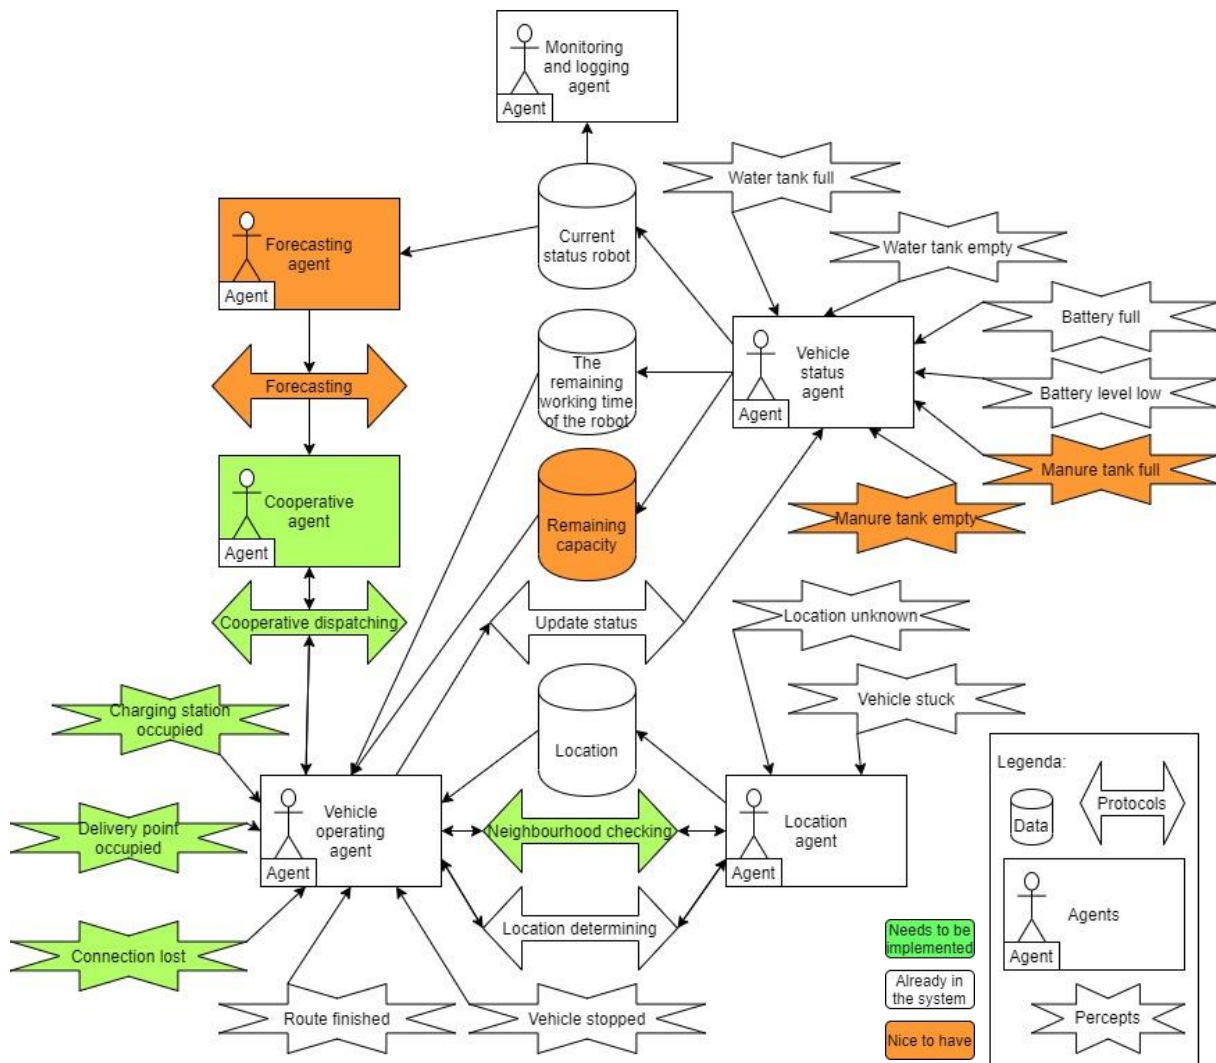 Monitoring
and logging
agent
Agent
Water tank full
Water tank empty
Current
status robot
Forecasting
agent
Agent
Battery full
Vehicle
status
agent
Agent
The
remaining
working time
of the robot
Forecasting
Battery level low
Manure tank full
Cooperative
agent
Agent
Remaining
capacity
Manure tank empty
Cooperative dispatching
Update status
Location unknown
Charging station
occupied
Vehicle stuck
Location
Delivery point
occupied
Vehicle
operating
agent
Agent
Neighbourhood checking
Location
agent
Agent
Location determining
Connection lost
Route finished
Vehicle stopped
Needs to be
implemented
Already in
the system
Nice to have
Legenda:
Data
Protocols
Agents
Agent
Percepts